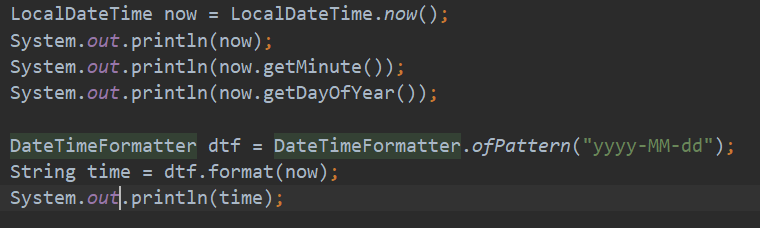 LocalDateTime now = LocalDateTime.now();
System.out.println(now);
System.out.println(now.getMinute());
System.out.println(now.getDayOfYear());
DateTimeFormatter dtf = DateTimeFormatter.ofPattern("yyyy-MM-dd");
String time = dtf.format(now);
System.out.println(time);